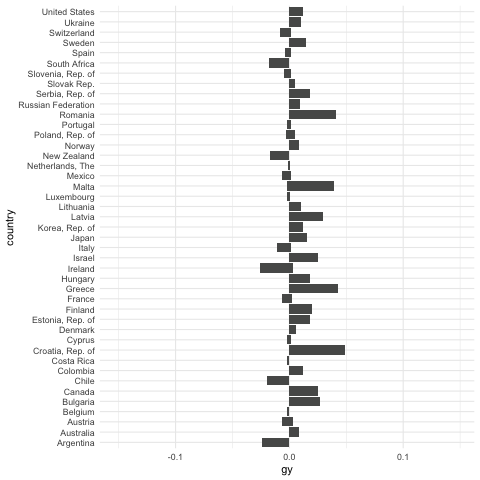 United States
Ukraine
Switzerland
Sweden
Spain
South Africa
Slovenia, Rep. of
Slovak Rep.
Serbia, Rep. of
Russian Federation
Romania
Portugal
Poland, Rep. of
Norway
New Zealand
Netherlands, The
Mexico
Malta
Luxembourg
Lithuania
Latvia
Korea, Rep. of
Japan
Italy
Israel
Ireland
Hungary
Greece
France
Finland
Estonia, Rep. of
Denmark
Cyprus
Croatia, Rep. of
Costa Rica
Colombia
Chile
Canada
Bulgaria
Belgium
Austria
Australia
Argentina
country
-0.1 0.0 0.1
gy